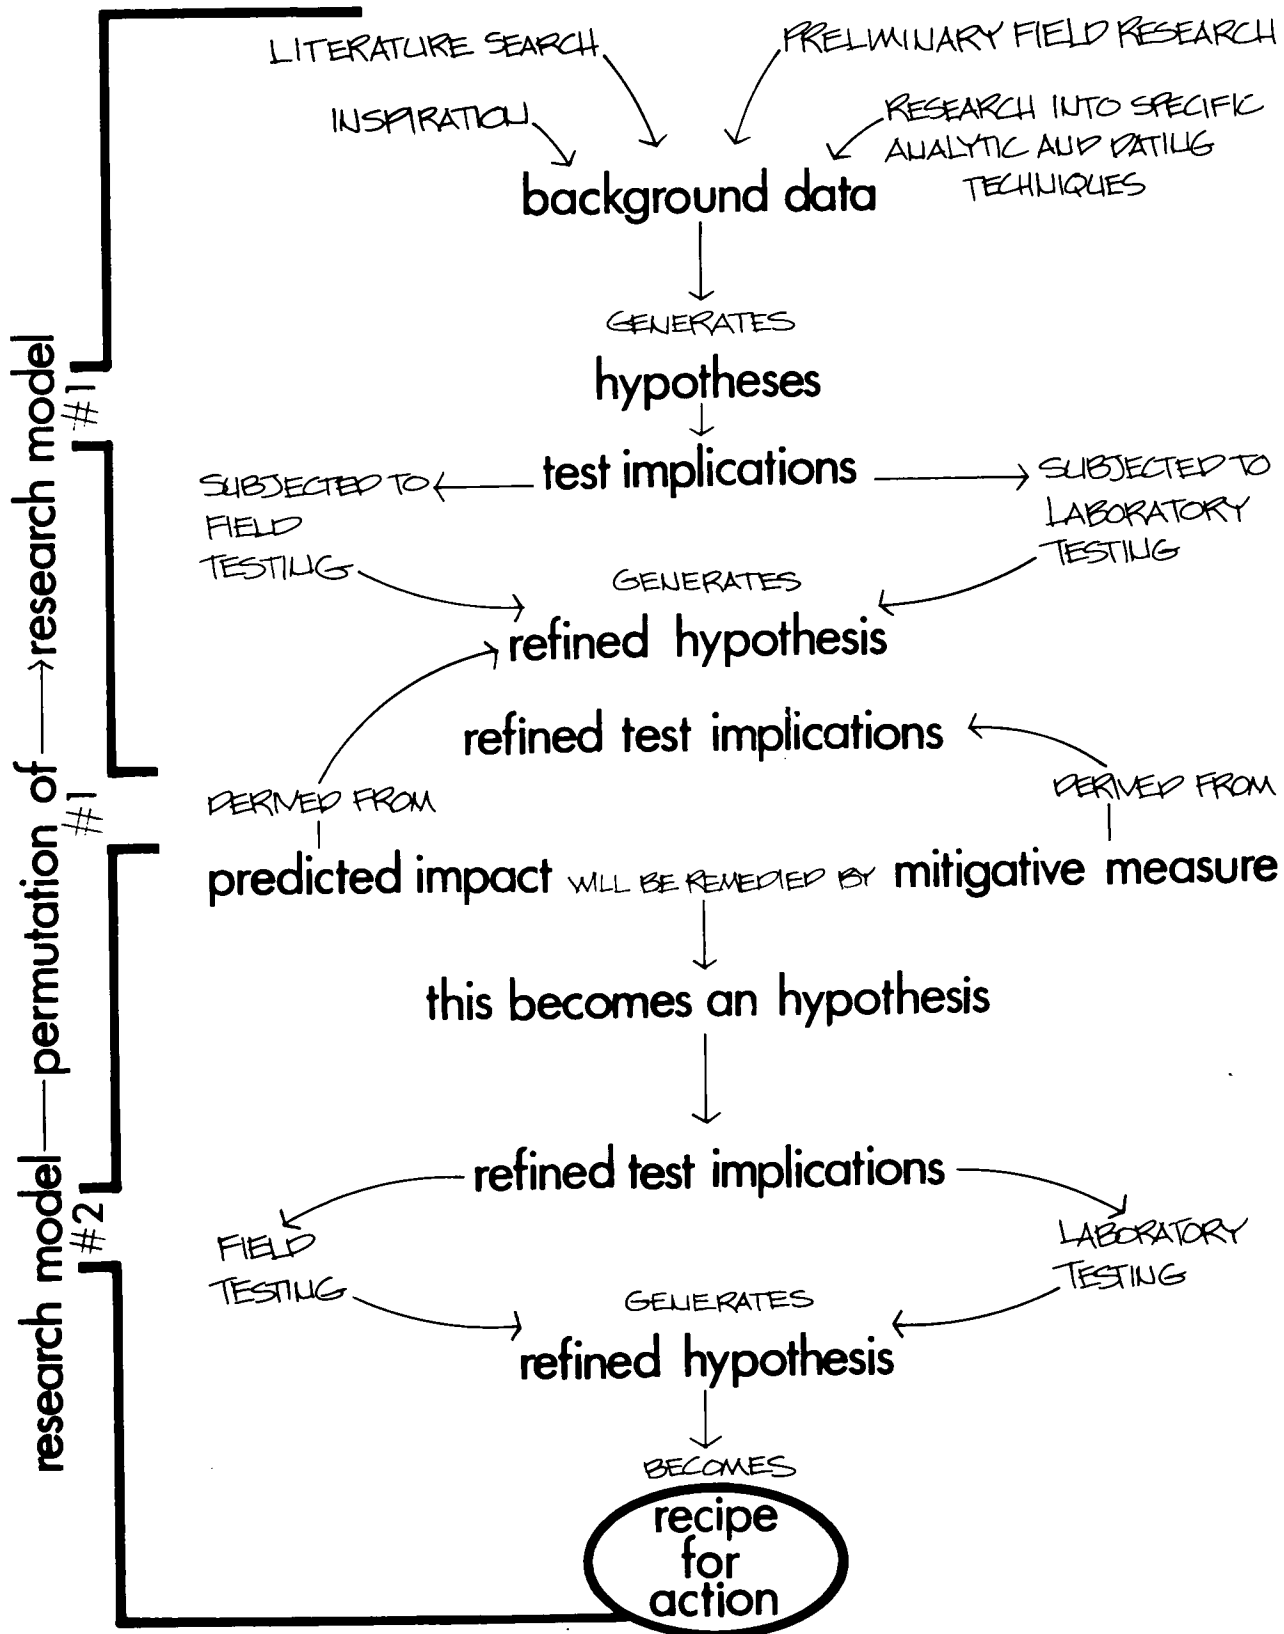 LITERATURE SEARCH
PRELIMINARY FIELD RESEARCH
INSPIRATION
RESEARCH INTO SPECIFIC
ANALYTIC AND DATING
TECHNIQUES
background data
GENERATES
hypotheses
test implications
SUBJECTED TO
FIELD
TESTING
SUBJECTED TO
LABORATORY
TESTING
GENERATES
refined hypothesis
refined test implications
DERIVED FROM
DERIVED FROM
predicted impact WILL BE REMEDIED BY mitigative measure
this becomes an hypothesis
refined test implications
FIELD
TESTING
LABORATORY
TESTING
GENERATES
refined hypothesis
BECOMES
recipe
for
action
research model
#2
permutation of
#1
research model
#1